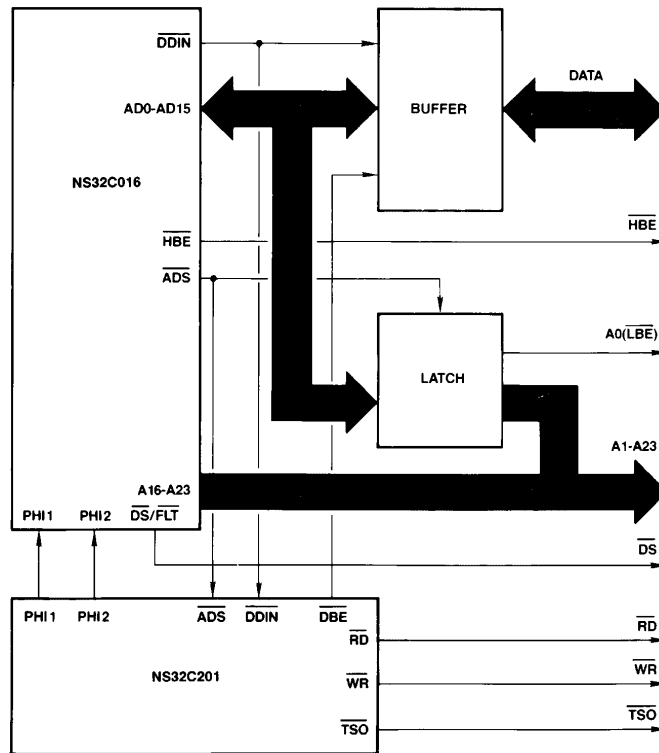 DDIN
DATA
AD0-AD15
BUFFER
NS32C016
HBE
HBE
ADS
A0(LBE)
LATCH
A1-A23
A16-A23
PHI1 PHI2 DS/FLT
DS
PHI1 PHI2 ADS DDIN DBE
RD
RD
NS32C201
WR
WR
TSO
TSO